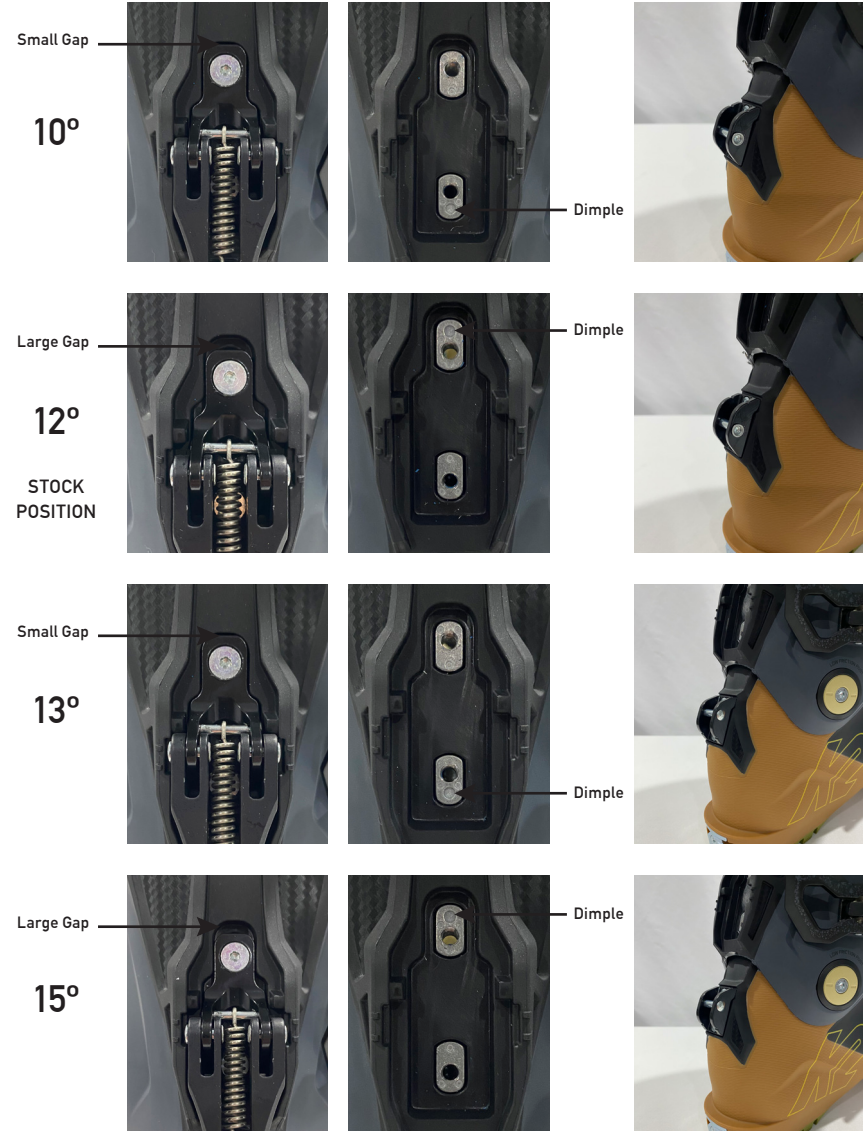 Small Gap
10°
Dimple
Large Gap
Dimple
12°
STOCK
POSITION
Small Gap
13°
Dimple
Large Gap
Dimple
15°